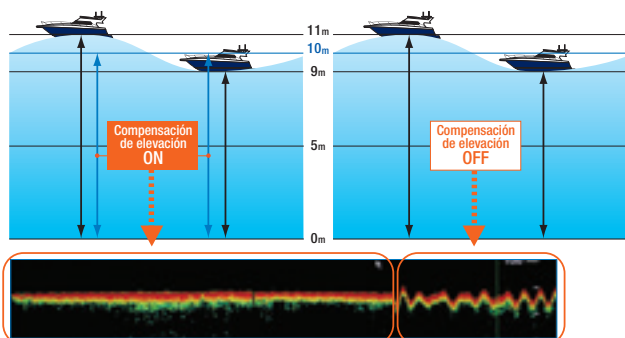 11m
10m
9m
5m
0m
Compensación
de elevación
ON
Compensación
de elevación
OFF